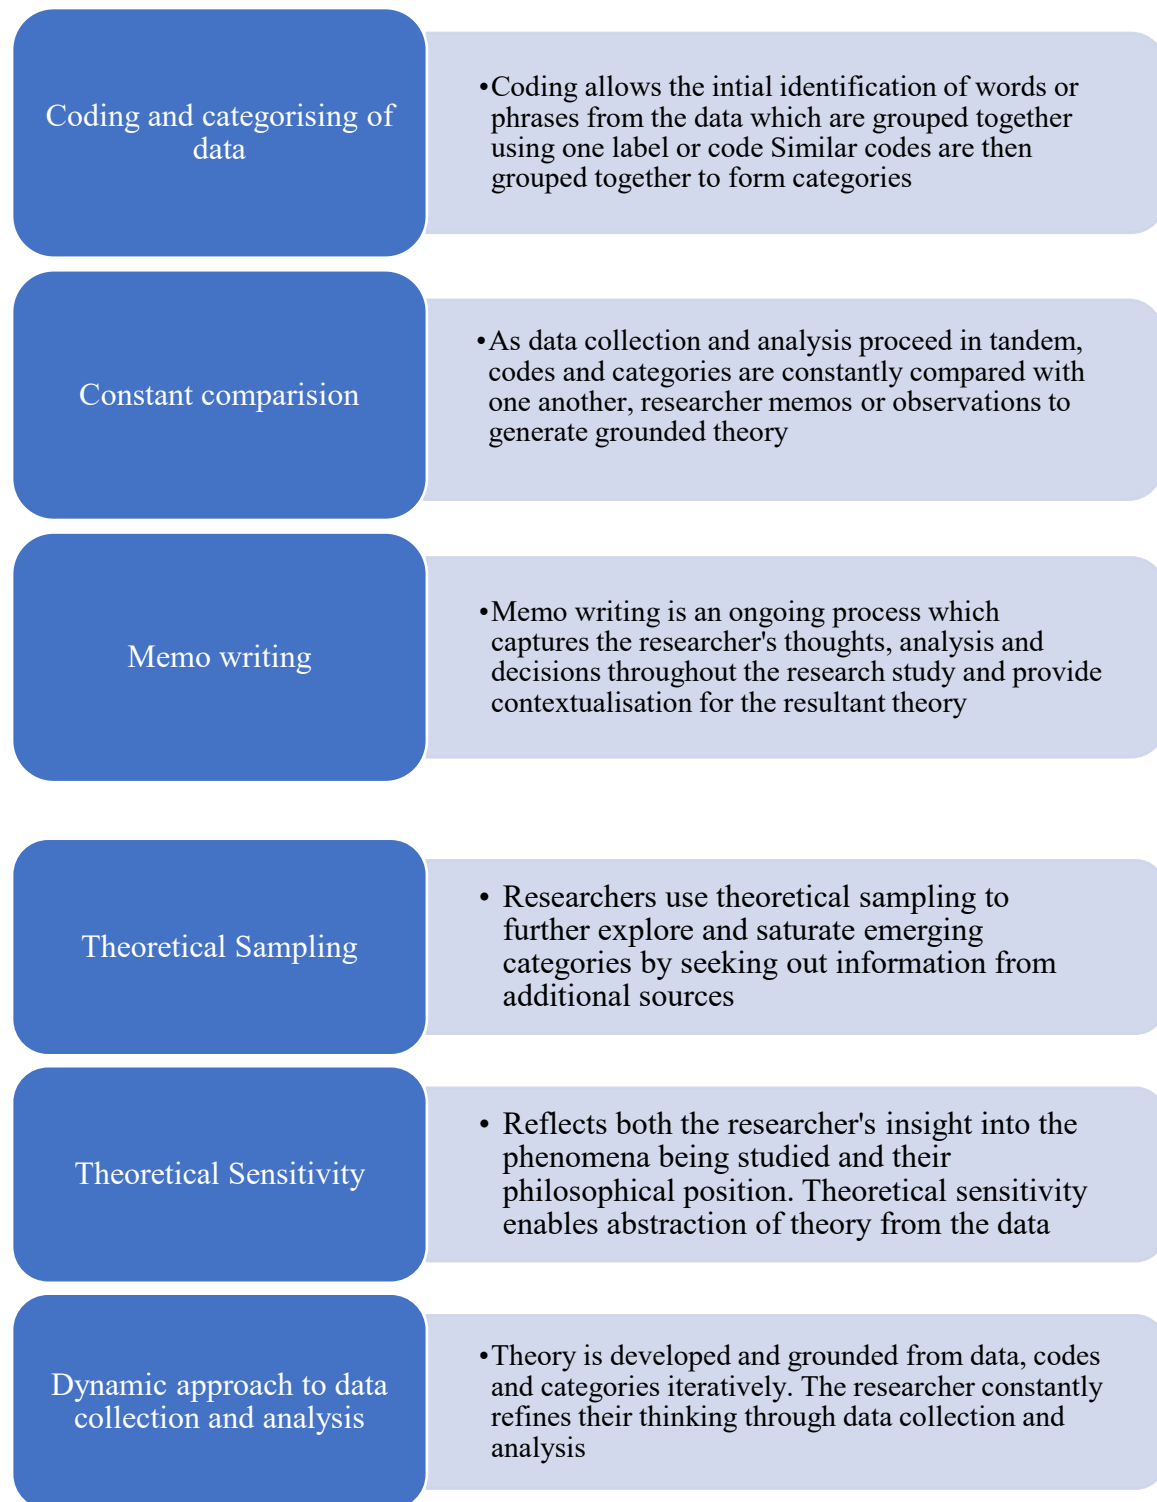 Coding and categorising of
data
•Coding allows the intial identification of words or
phrases from the data which are grouped together
using one label or code Similar codes are then
grouped together to form categories
Constant comparision
•As data collection and analysis proceed in tandem,
codes and categories are constantly compared with
one another, researcher memos or observations to
generate grounded theory
Memo writing
•Memo writing is an ongoing process which
captures the researcher's thoughts, analysis and
decisions throughout the research study and provide
contextualisation for the resultant theory
Theoretical Sampling
• Researchers use theoretical sampling to
further explore and saturate emerging
categories by seeking out information from
additional sources
Theoretical Sensitivity
• Reflects both the researcher's insight into the
phenomena being studied and their
philosophical position. Theoretical sensitivity
enables abstraction of theory from the data
Dynamic approach to data
collection and analysis
•Theory is developed and grounded from data, codes
and categories iteratively. The researcher constantly
refines their thinking through data collection and
analysis